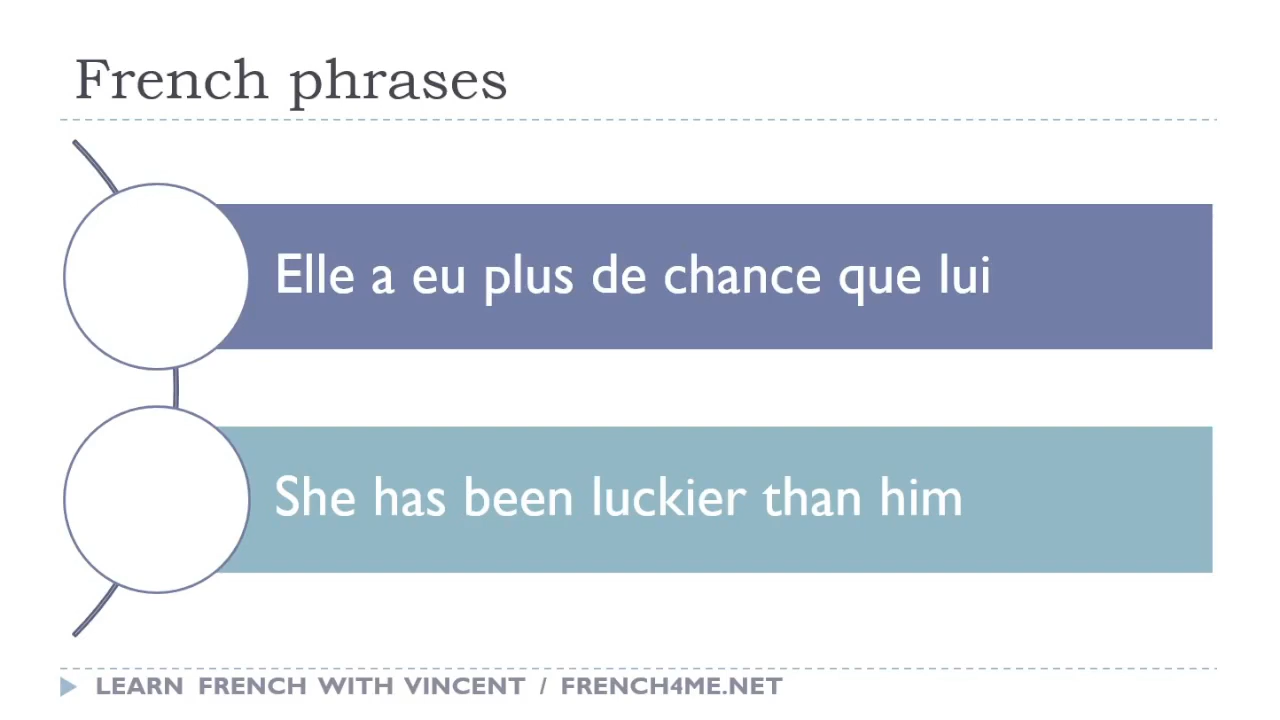 French phrases
Elle a eu plus de chance que lui
She has been luckier than him
LEARN FRENCH WITH VINCENT / FRENCH4ME.NET